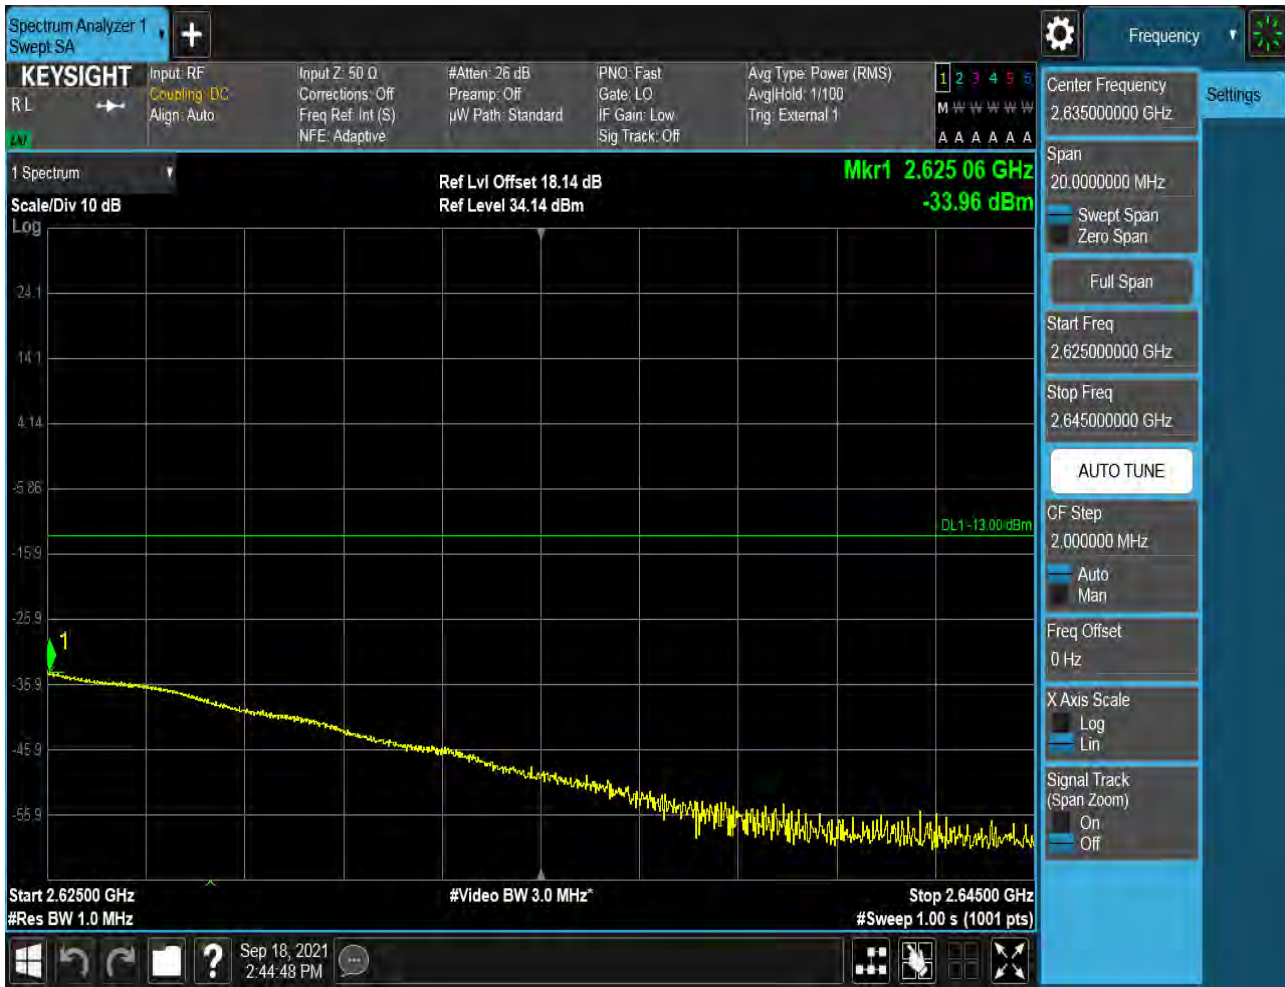 Spectrum Analyzer 1
Swept SA
Frequency
KEYSIGHT
R L
Input: RF
Coupling: DC
Align: Auto
Input Z: 50 Ω
Corrections: Off
Freq Ref: Int (S)
NFE: Adaptive
#Atten: 26 dB
Preamp: Off
µW Path: Standard
PNO: Fast
Gate: LO
IF Gain: Low
Sig Track: Off
Avg Type: Power (RMS)
Avg|Hold: 1/100
Trig: External 1
1 2 3 4 5 6
M W W W W W
A A A A A A
1 Spectrum
Scale/Div 10 dB
Log
Ref Lvl Offset 18.14 dB
Ref Level 34.14 dBm
Mkr1 2.625 06 GHz
-33.96 dBm
24.1
14.1
4.14
-5.86
-15.9
-25.9
-35.9
-45.9
-55.9
DL1 -13.00 dBm
1
Start 2.62500 GHz
#Res BW 1.0 MHz
#Video BW 3.0 MHz*
Stop 2.64500 GHz
#Sweep 1.00 s (1001 pts)
Sep 18, 2021
2:44:48 PM
Center Frequency
2.635000000 GHz
Settings
Span
20.0000000 MHz
Swept Span
Zero Span
Full Span
Start Freq
2.625000000 GHz
Stop Freq
2.645000000 GHz
AUTO TUNE
CF Step
2.000000 MHz
Auto
Man
Freq Offset
0 Hz
X Axis Scale
Log
Lin
Signal Track
(Span Zoom)
On
Off